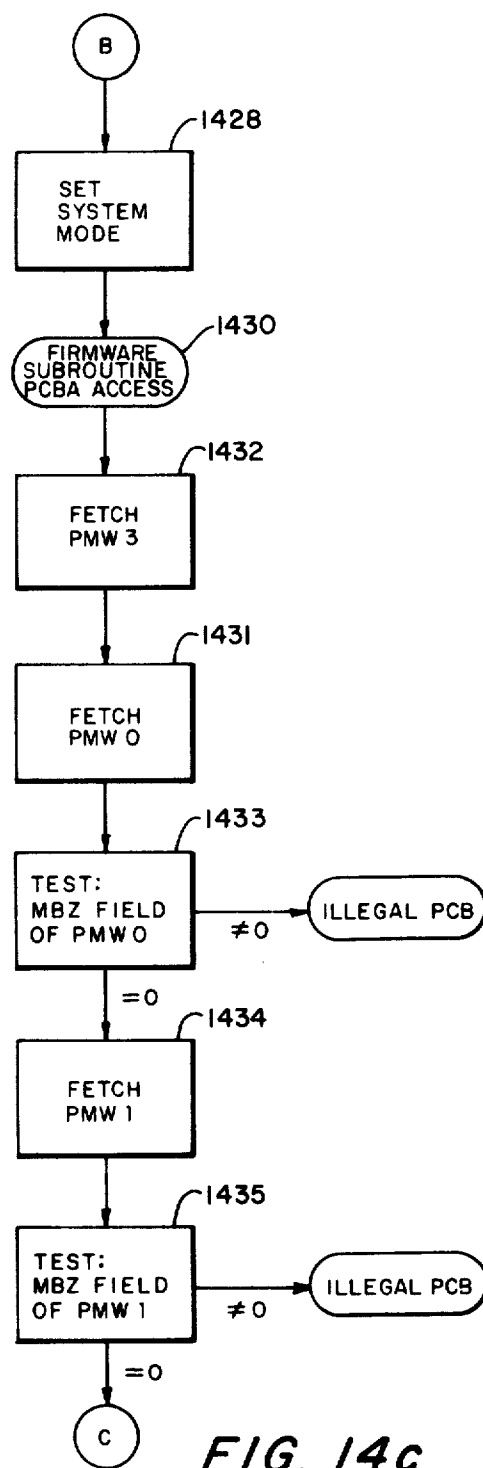 B
1428
SET
SYSTEM
MODE
1430
FIRMWARE
SUBROUTINE
PCBA ACCESS
1432
FETCH
PMW 3
1431
FETCH
PMW 0
1433
TEST:
MBZ FIELD
OF PMW 0
≠0
ILLEGAL PCB
=0
1434
FETCH
PMW 1
1435
TEST:
MBZ FIELD
OF PMW 1
≠0
ILLEGAL PCB
=0
C
FIG. 14c